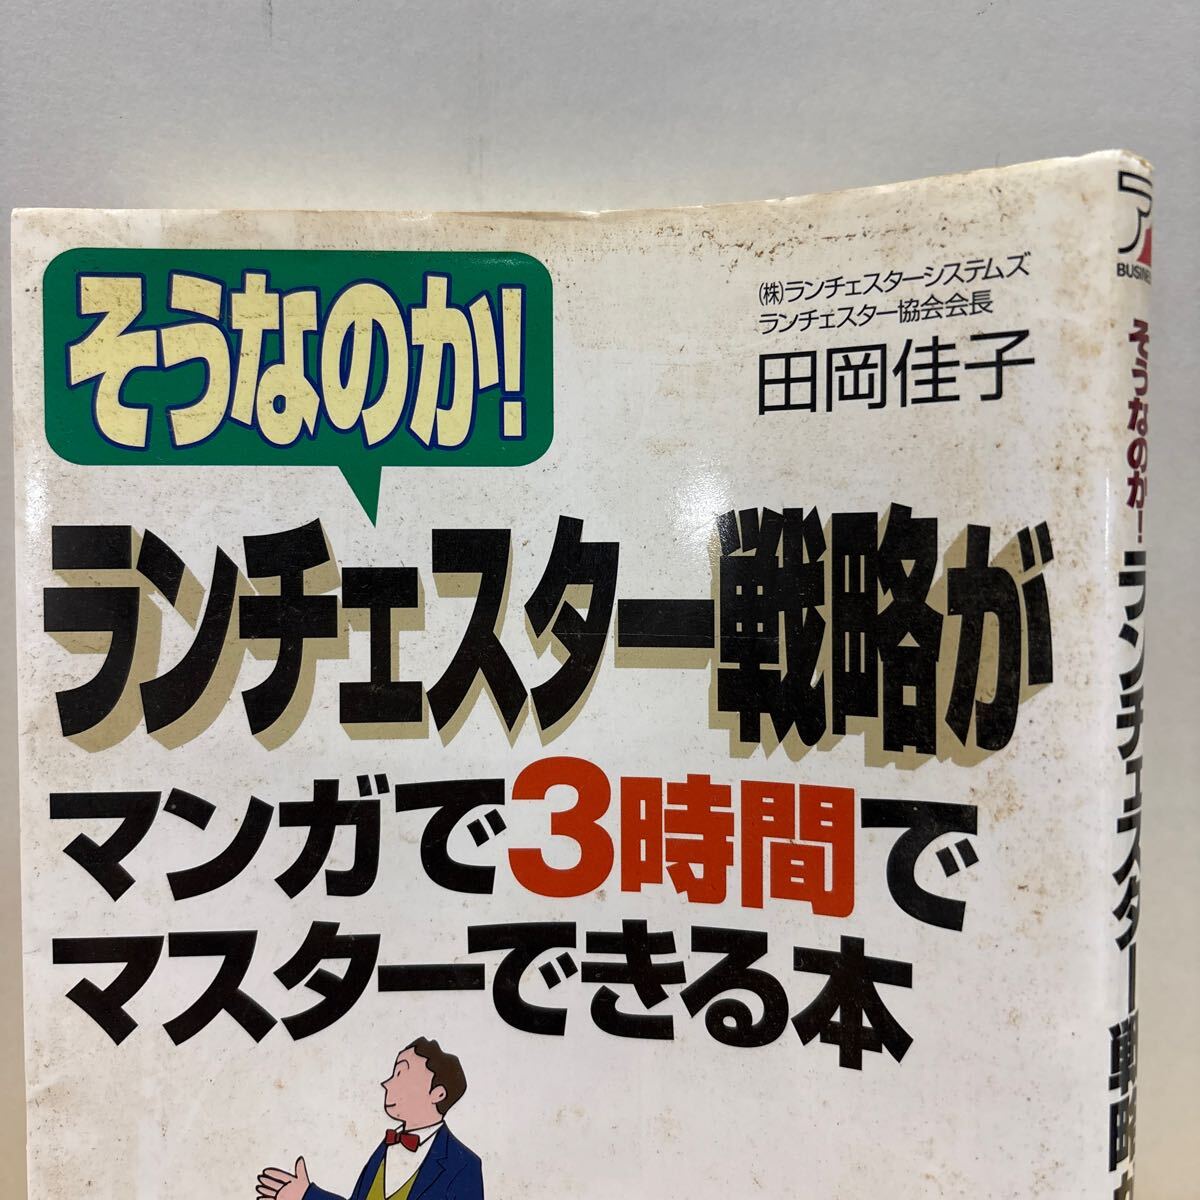 そうなのか!
(株)ランチェスターシステムズ
ランチェスター協会会長
田岡佳子
ランチェスター戦略が
マンガで3時間で
マスターできる本
ア
BUSINE
そうなのか!ランチェスター戦略が